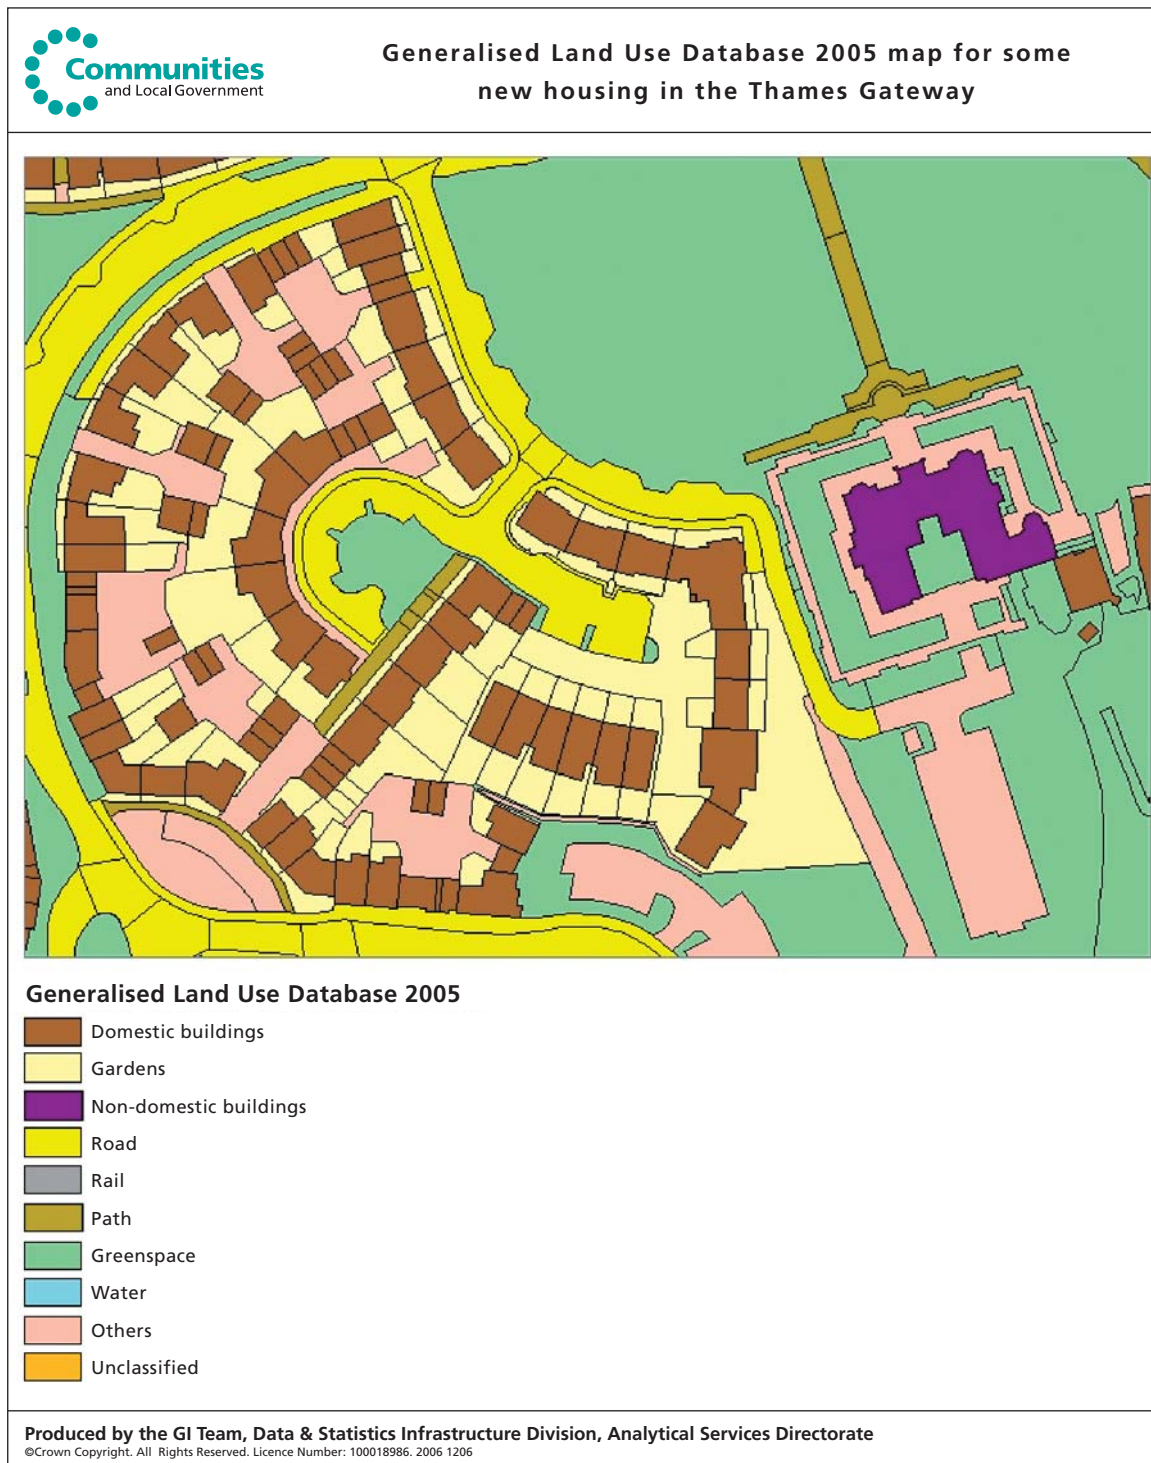 Communities
and Local Government
Generalised Land Use Database 2005 map for some
new housing in the Thames Gateway
Generalised Land Use Database 2005
Domestic buildings
Gardens
Non-domestic buildings
Road
Rail
Path
Greenspace
Water
Others
Unclassified
Produced by the GI Team, Data & Statistics Infrastructure Division, Analytical Services Directorate
©Crown Copyright. All Rights Reserved. Licence Number: 100018986. 2006 1206